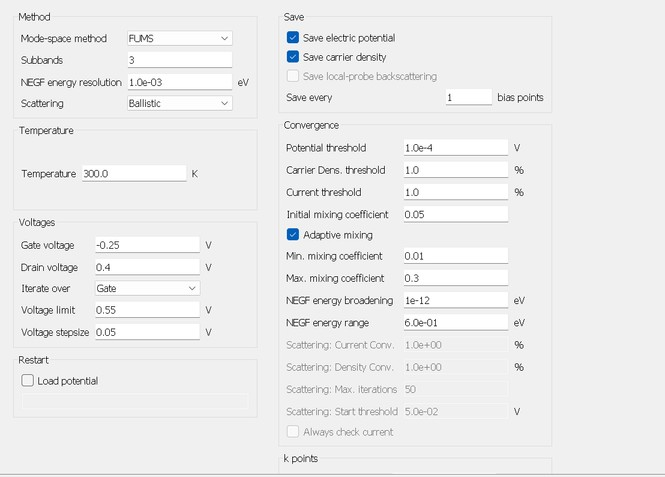 Method
Mode-space method FUMS
Subbands 3
NEGF energy resolution 1.0e-03 eV
Scattering Ballistic
Temperature
Temperature 300.0 K
Voltages
Gate voltage -0.25 V
Drain voltage 0.4 V
Iterate over Gate
Voltage limit 0.55 V
Voltage stepsize 0.05 V
Restart
Load potential
Save
Save electric potential
Save carrier density
Save local-probe backscattering
Save every 1 bias points
Convergence
Potential threshold 1.0e-4 V
Carrier Dens. threshold 1.0 %
Current threshold 1.0 %
Initial mixing coefficient 0.05
Adaptive mixing
Min. mixing coefficient 0.01
Max. mixing coefficient 0.3
NEGF energy broadening 1e-12 eV
NEGF energy range 6.0e-01 eV
Scattering: Current Conv. 1.0e+00 %
Scattering: Density Conv. 1.0e+00 %
Scattering: Max. iterations 50
Scattering: Start threshold 5.0e-02 V
Always check current
k points